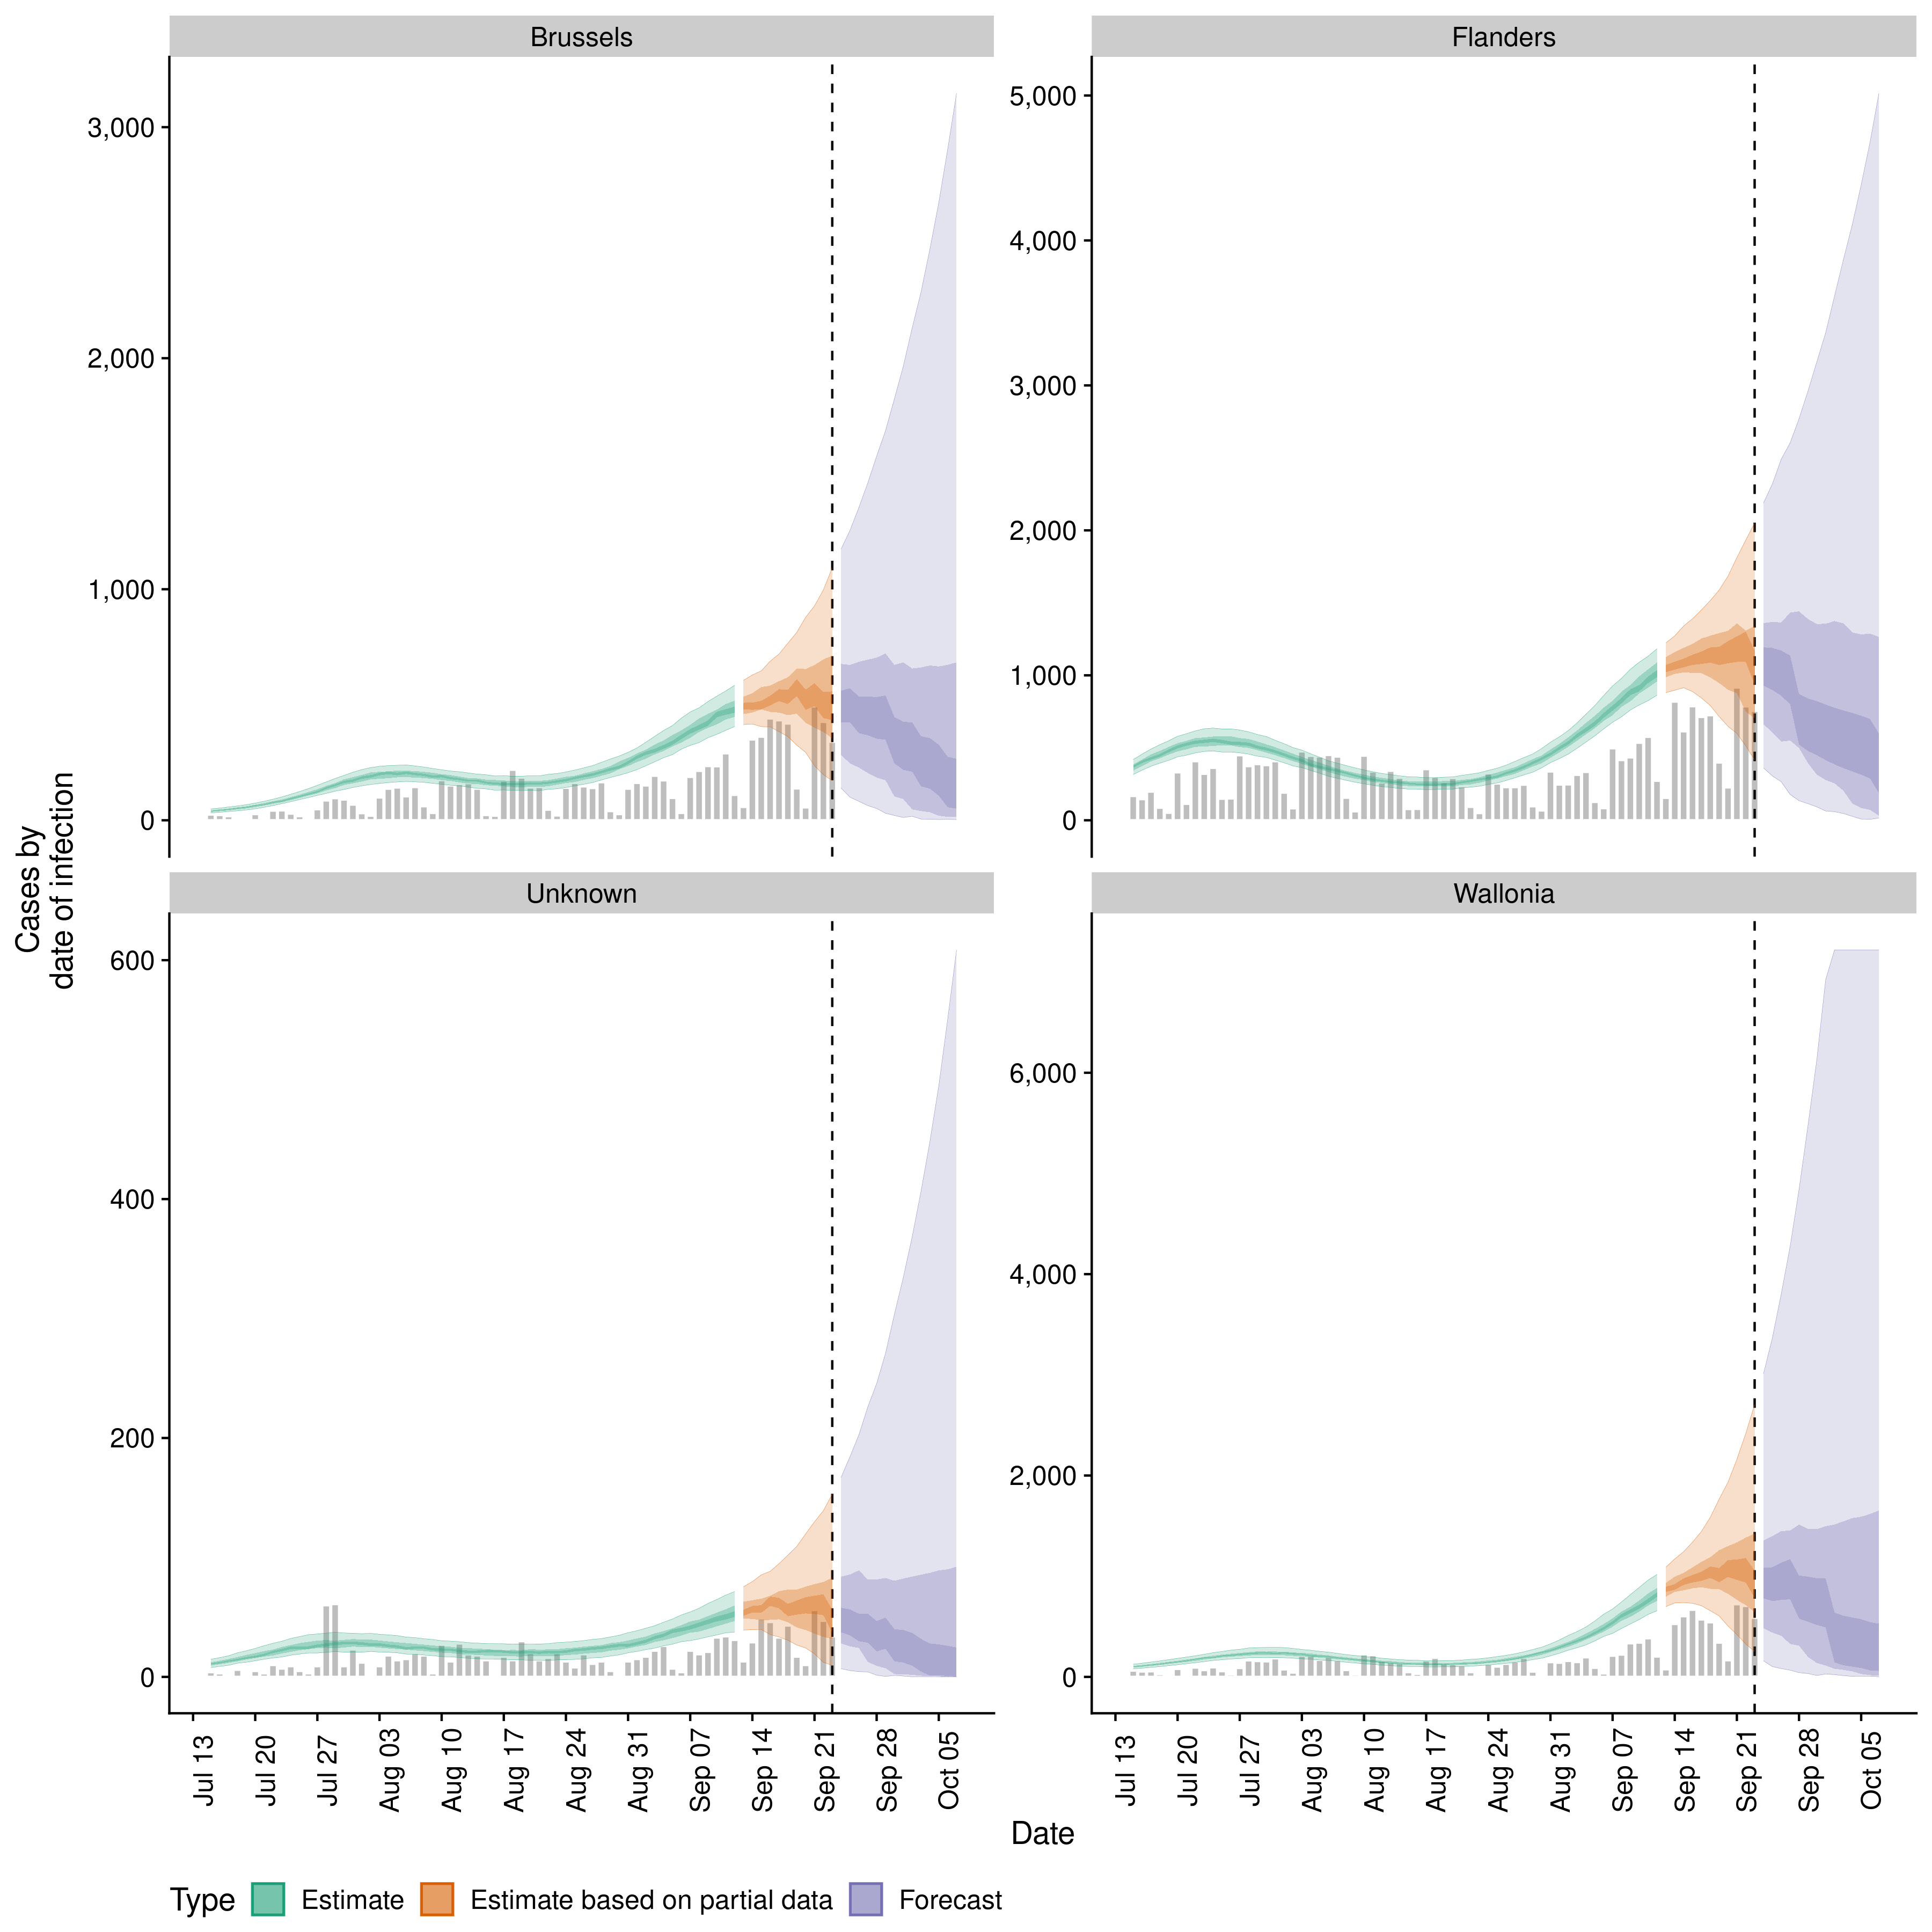 Brussels
Flanders
3,000
2,000
1,000
0
5,000
4,000
3,000
2,000
1,000
0
Cases by
date of infection
Unknown
Wallonia
600
400
200
0
6,000
4,000
2,000
0
Jul 13
Jul 20
Jul 27
Aug 03
Aug 10
Aug 17
Aug 24
Aug 31
Sep 07
Sep 14
Sep 21
Sep 28
Oct 05
Jul 13
Jul 20
Jul 27
Aug 03
Aug 10
Aug 17
Aug 24
Aug 31
Sep 07
Sep 14
Sep 21
Sep 28
Oct 05
Date
Type Estimate Estimate based on partial data Forecast